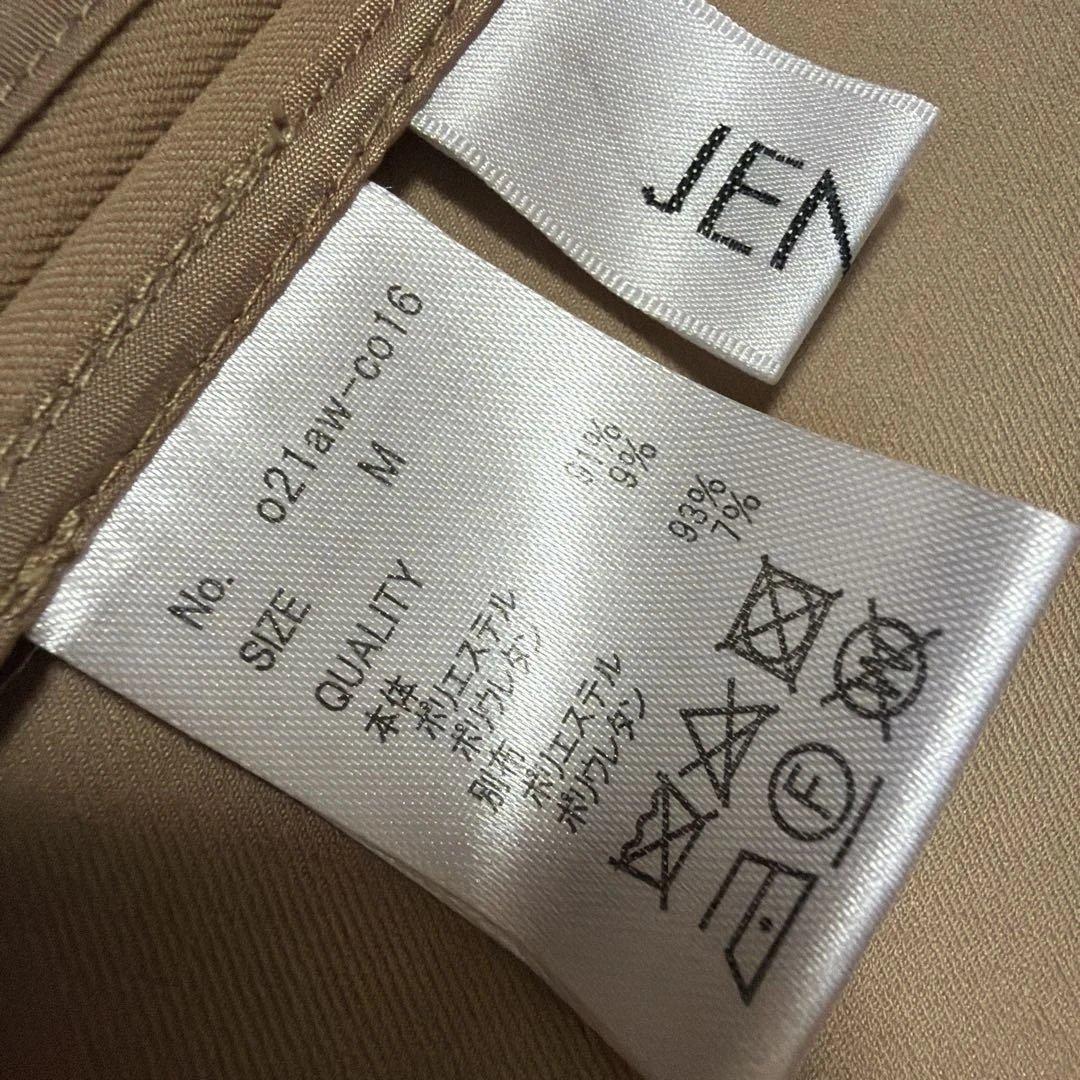 JEN
No. o21aw-co16
SIZE M
QUALITY
本体
ポリエステル 91%
ポリウレタン 9%
別布
ポリエステル 93%
ポリウレタン 7%
W
F